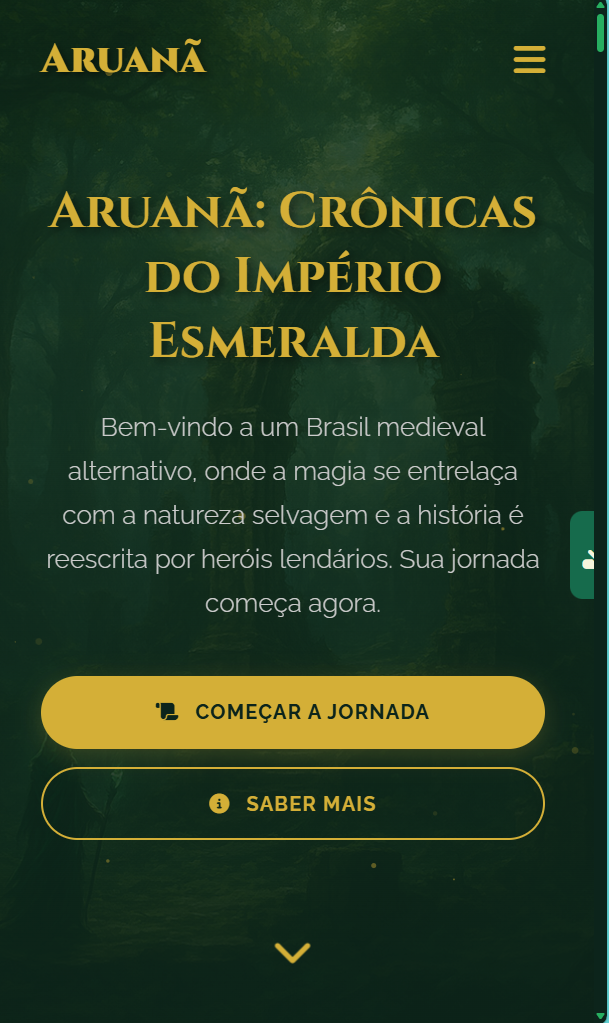 Aruanã
Aruanã: Crônicas
do Império
Esmeralda
Bem-vindo a um Brasil medieval
alternativo, onde a magia se entrelaça
com a natureza selvagem e a história é
reescrita por heróis lendários. Sua jornada
começa agora.
COMEÇAR A JORNADA
SABER MAIS